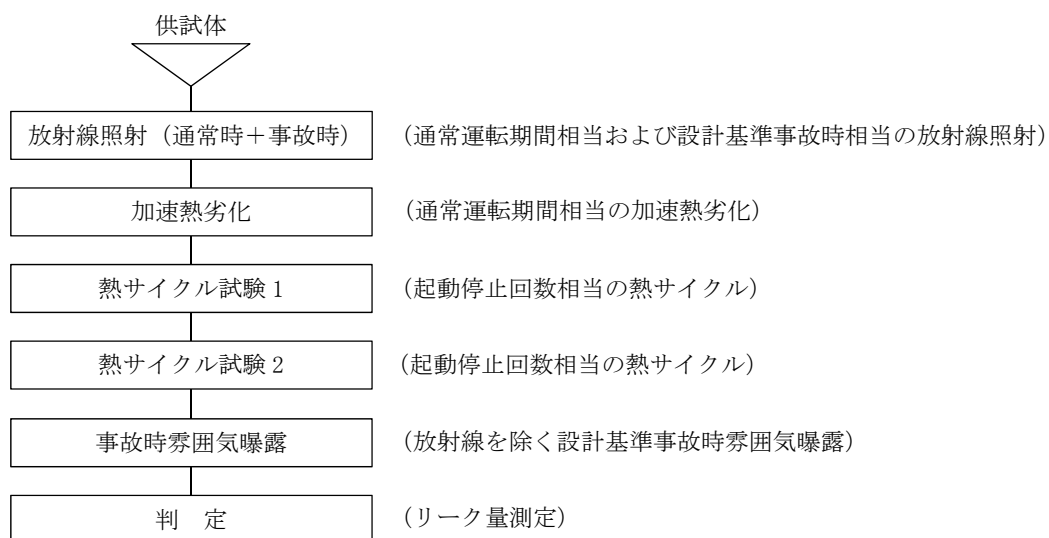 供試体
放射線照射（通常時＋事故時）（通常運転期間相当および設計基準事故時相当の放射線照射）
加速熱劣化（通常運転期間相当の加速熱劣化）
熱サイクル試験1（起動停止回数相当の熱サイクル）
熱サイクル試験2（起動停止回数相当の熱サイクル）
事故時雰囲気曝露（放射線を除く設計基準事故時雰囲気曝露）
判　定（リーク量測定）